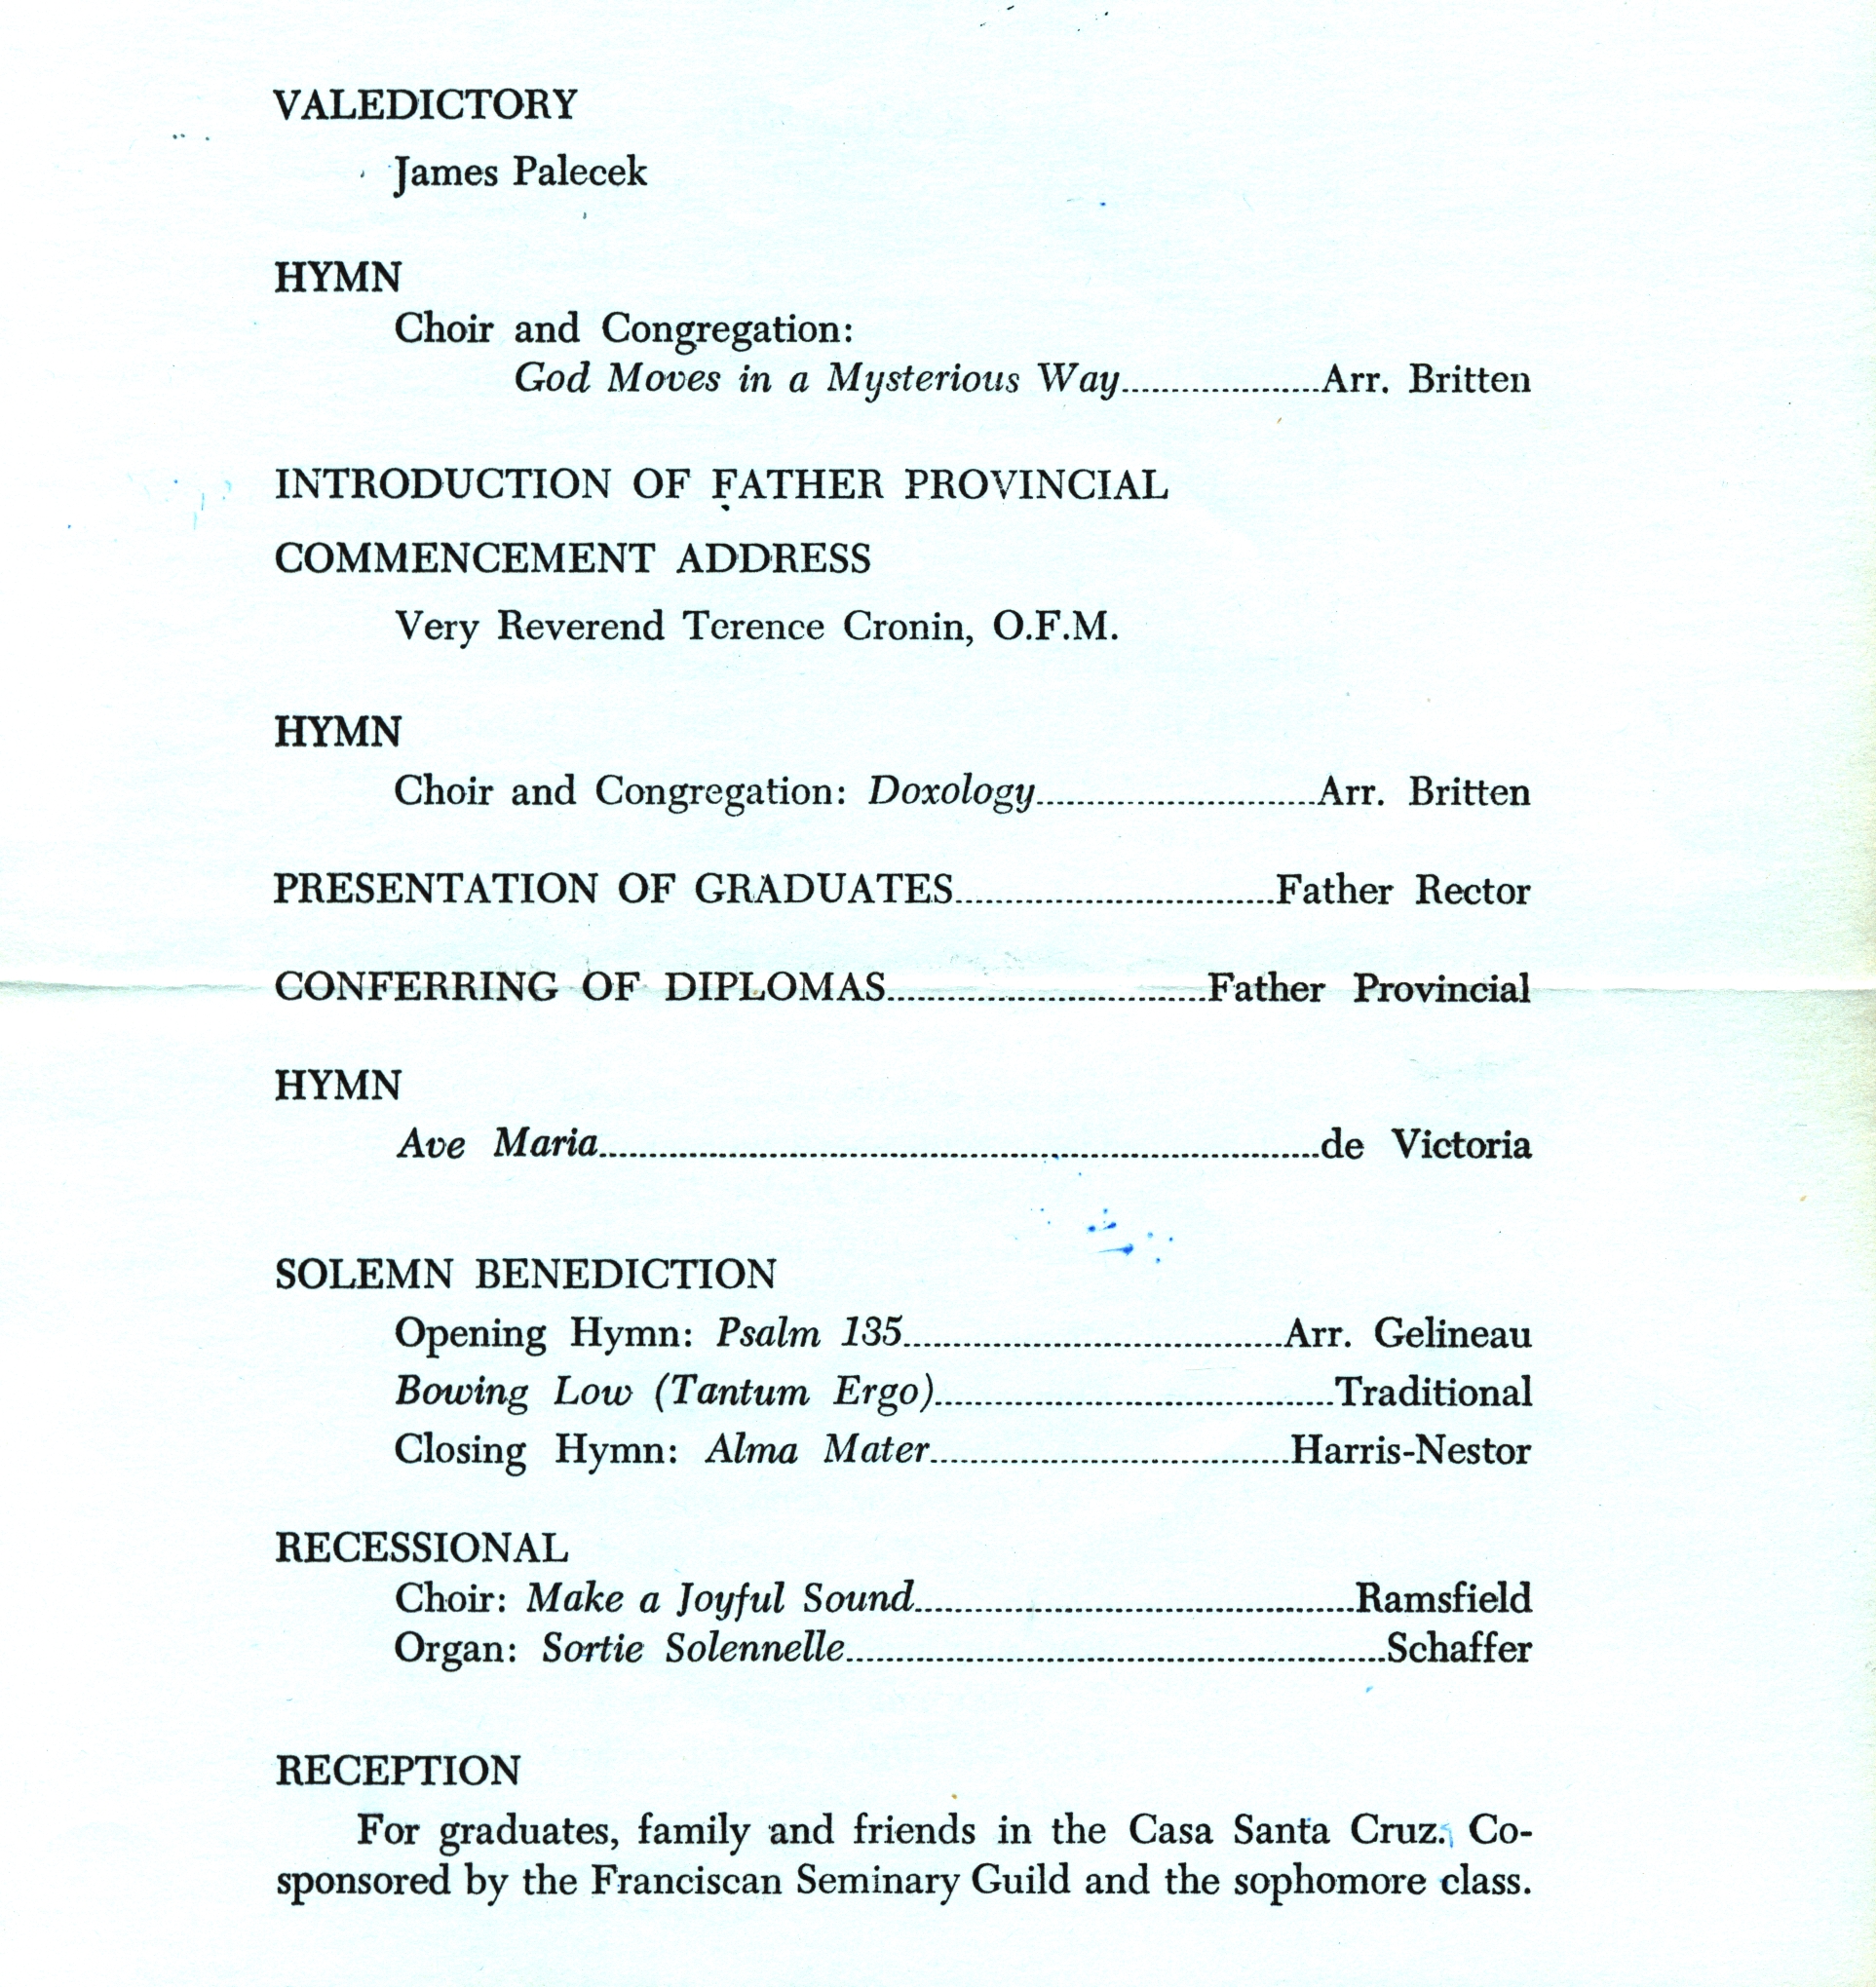 VALEDICTORY
James Palecek
HYMN
Choir and Congregation:
God Moves in a Mysterious Way....................Arr. Britten
INTRODUCTION OF FATHER PROVINCIAL
COMMENCEMENT ADDRESS
Very Reverend Terence Cronin, O.F.M.
HYMN
Choir and Congregation: Doxology............................Arr. Britten
PRESENTATION OF GRADUATES................................Father Rector
CONFERRING OF DIPLOMAS................................Father Provincial
HYMN
Ave Maria........................................................................de Victoria
SOLEMN BENEDICTION
Opening Hymn: Psalm 135......................................Arr. Gelineau
Bowing Low (Tantum Ergo)........................................Traditional
Closing Hymn: Alma Mater....................................Harris-Nestor
RECESSIONAL
Choir: Make a Joyful Sound............................................Ramsfield
Organ: Sortie Solennelle......................................................Schaffer
RECEPTION
For graduates, family and friends in the Casa Santa Cruz. Co-
sponsored by the Franciscan Seminary Guild and the sophomore class.